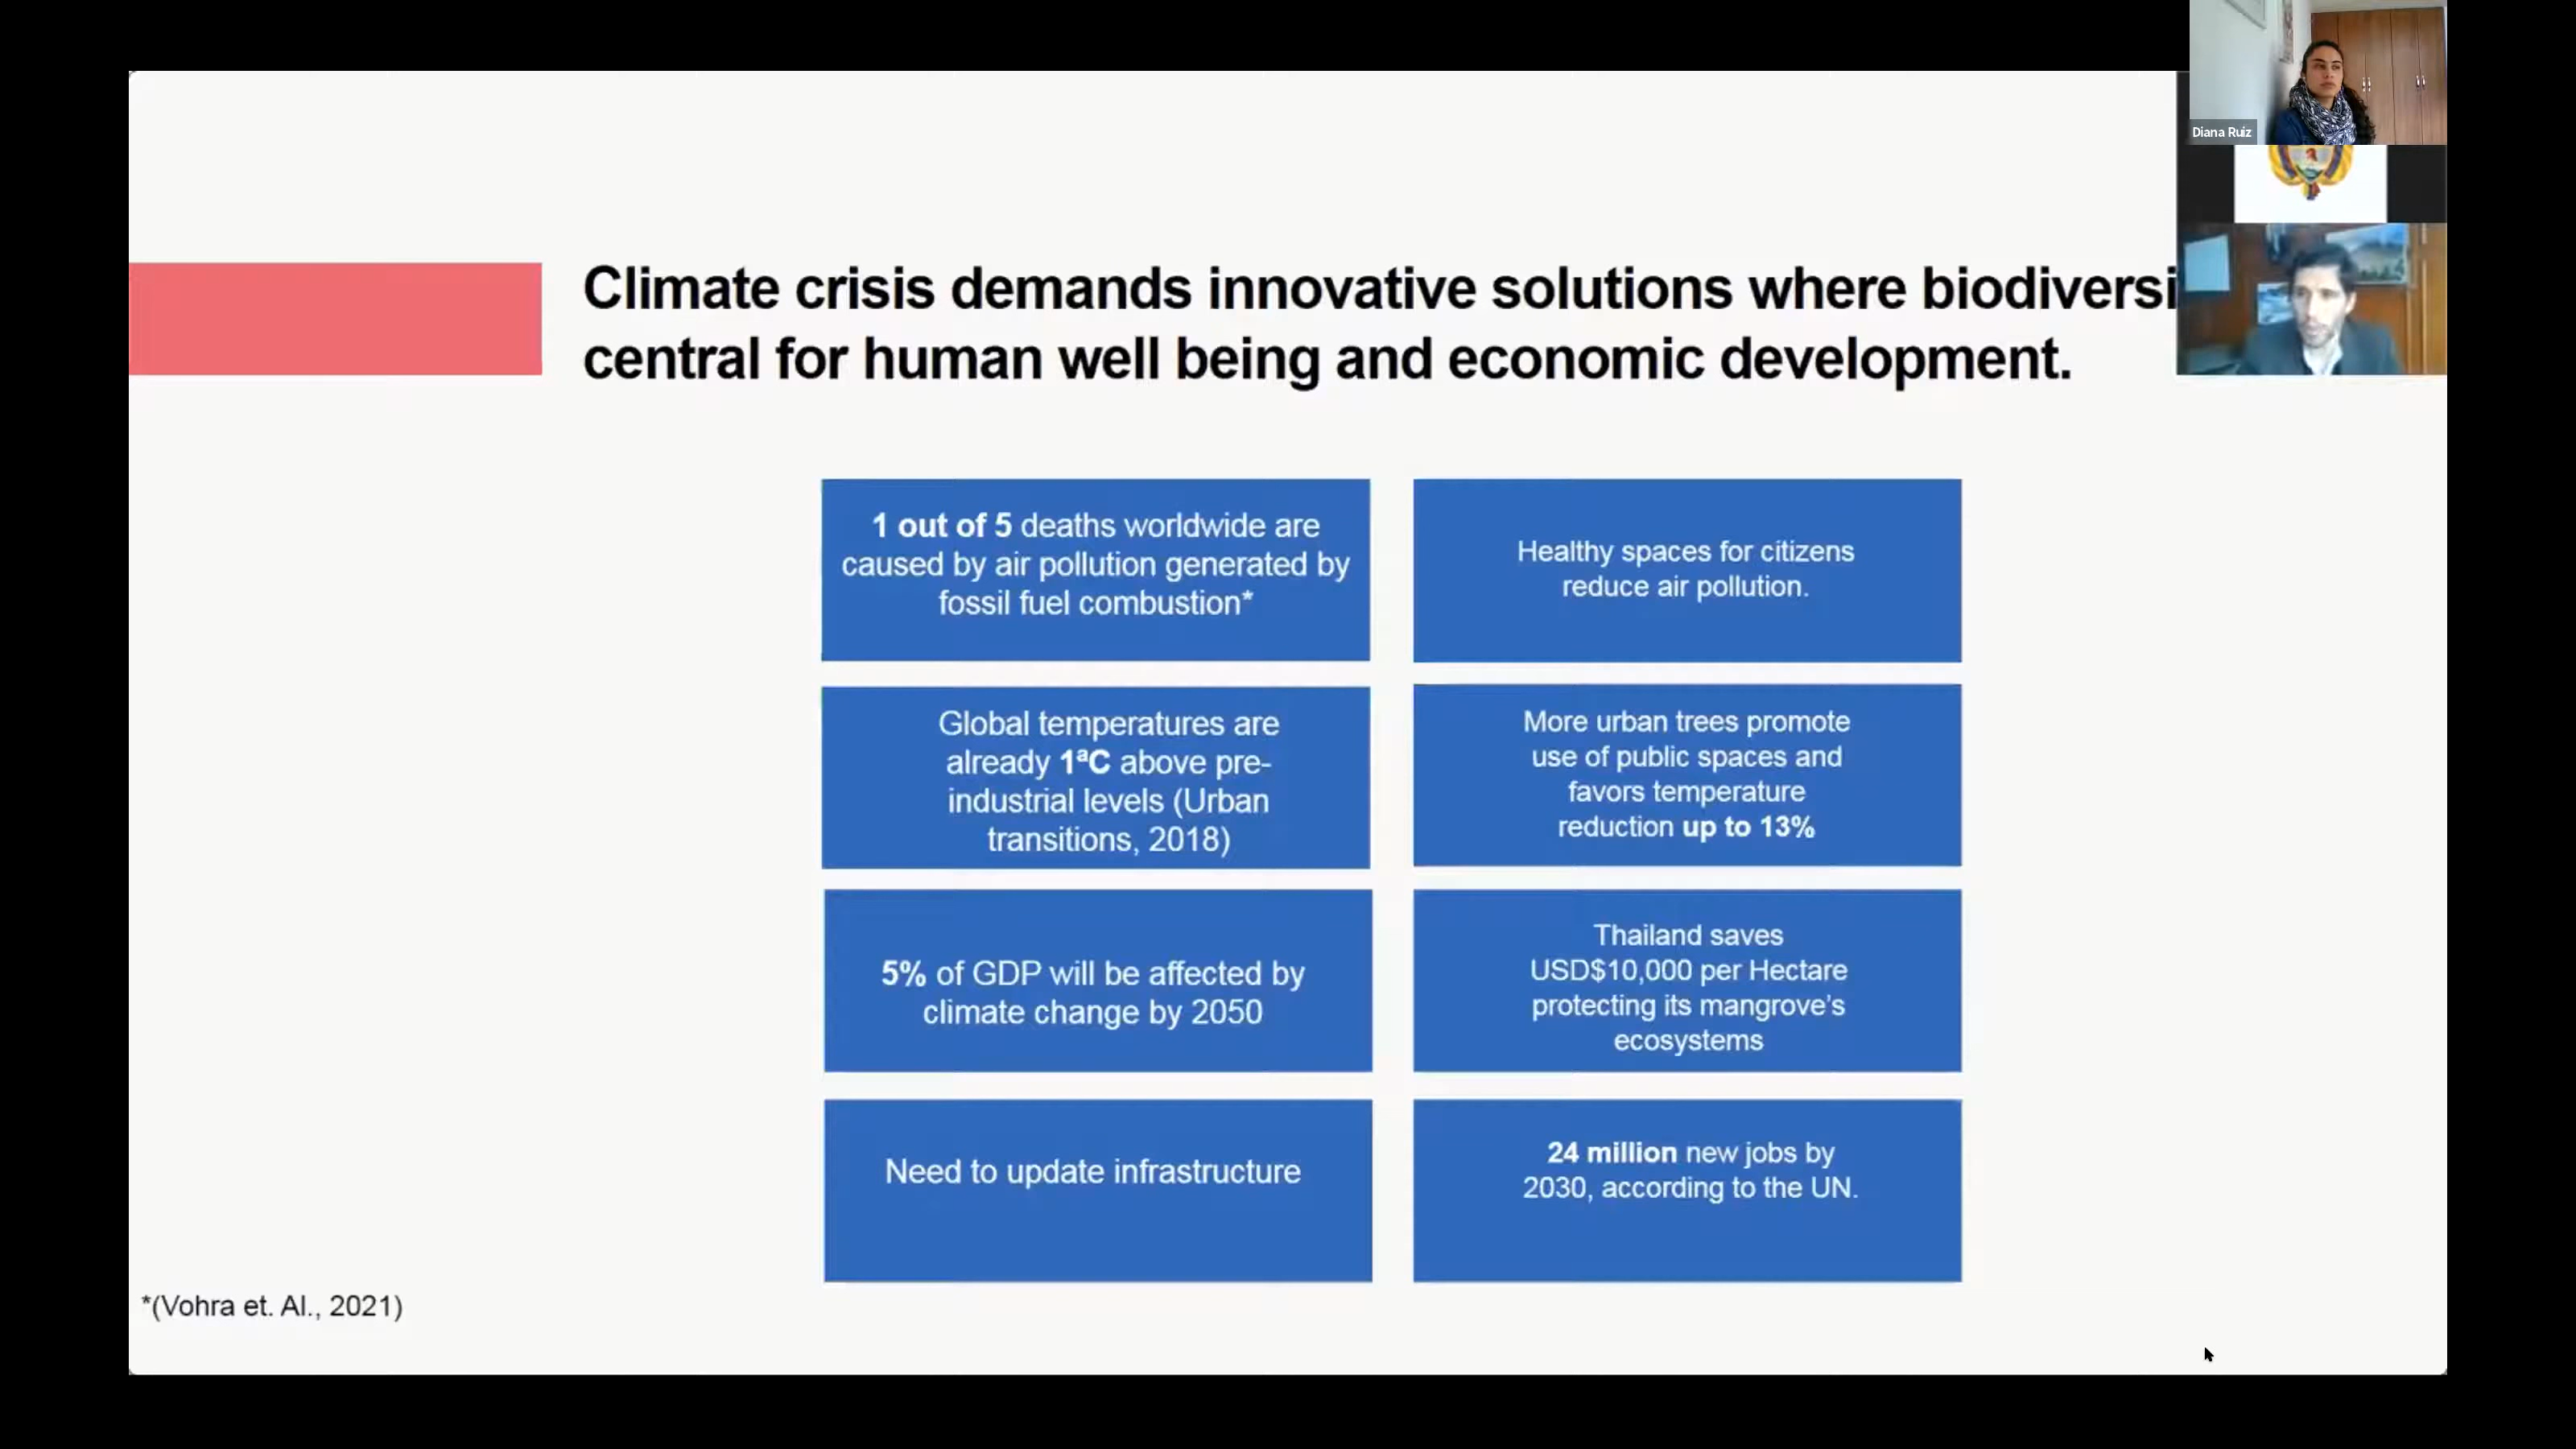 Diana Ruiz
Climate crisis demands innovative solutions where biodiversi
central for human well being and economic development.
1 out of 5 deaths worldwide are
caused by air pollution generated by
fossil fuel combustion*
Healthy spaces for citizens
reduce air pollution.
Global temperatures are
already 1ªC above pre-
industrial levels (Urban
transitions, 2018)
More urban trees promote
use of public spaces and
favors temperature
reduction up to 13%
5% of GDP will be affected by
climate change by 2050
Thailand saves
USD$10,000 per Hectare
protecting its mangrove's
ecosystems
Need to update infrastructure
24 million new jobs by
2030, according to the UN.
*(Vohra et. Al., 2021)